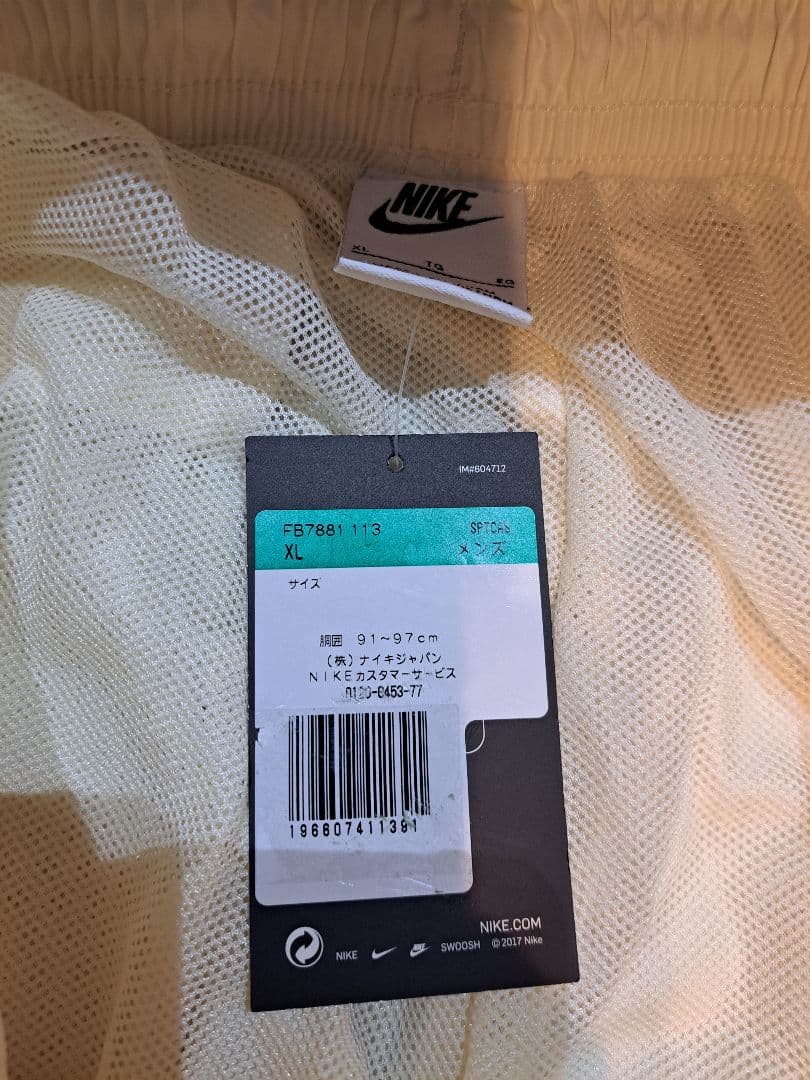 NIKE
XL TG EG
IM#604712
FB7881 113 SPTCAS
XL メンズ
サイズ
胴囲 91~97cm
(株)ナイキジャパン
NIKEカスタマーサービス
0120-6453-77
196607411391
NIKE.COM
NIKE SWOOSH ©2017 Nike